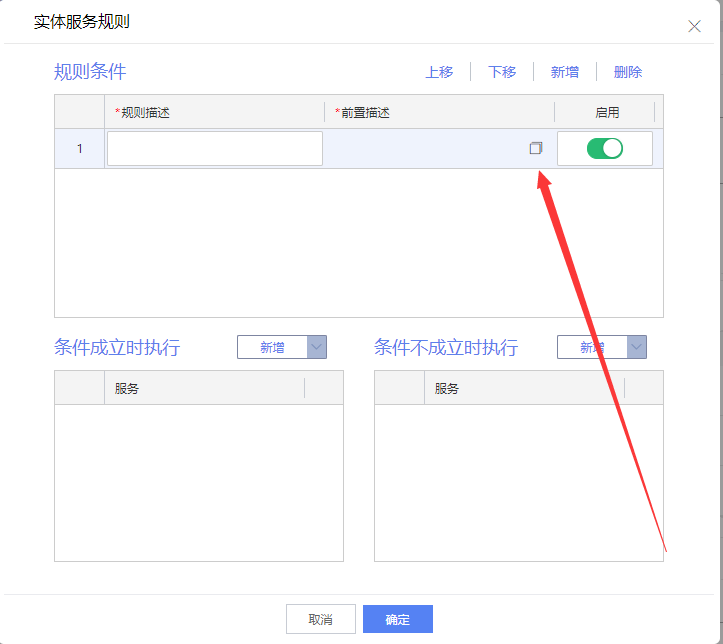 实体服务规则
规则条件 上移 下移 新增 删除
*规则描述 *前置描述 启用
1
条件成立时执行 新增 条件不成立时执行 新增
服务 服务
取消 确定